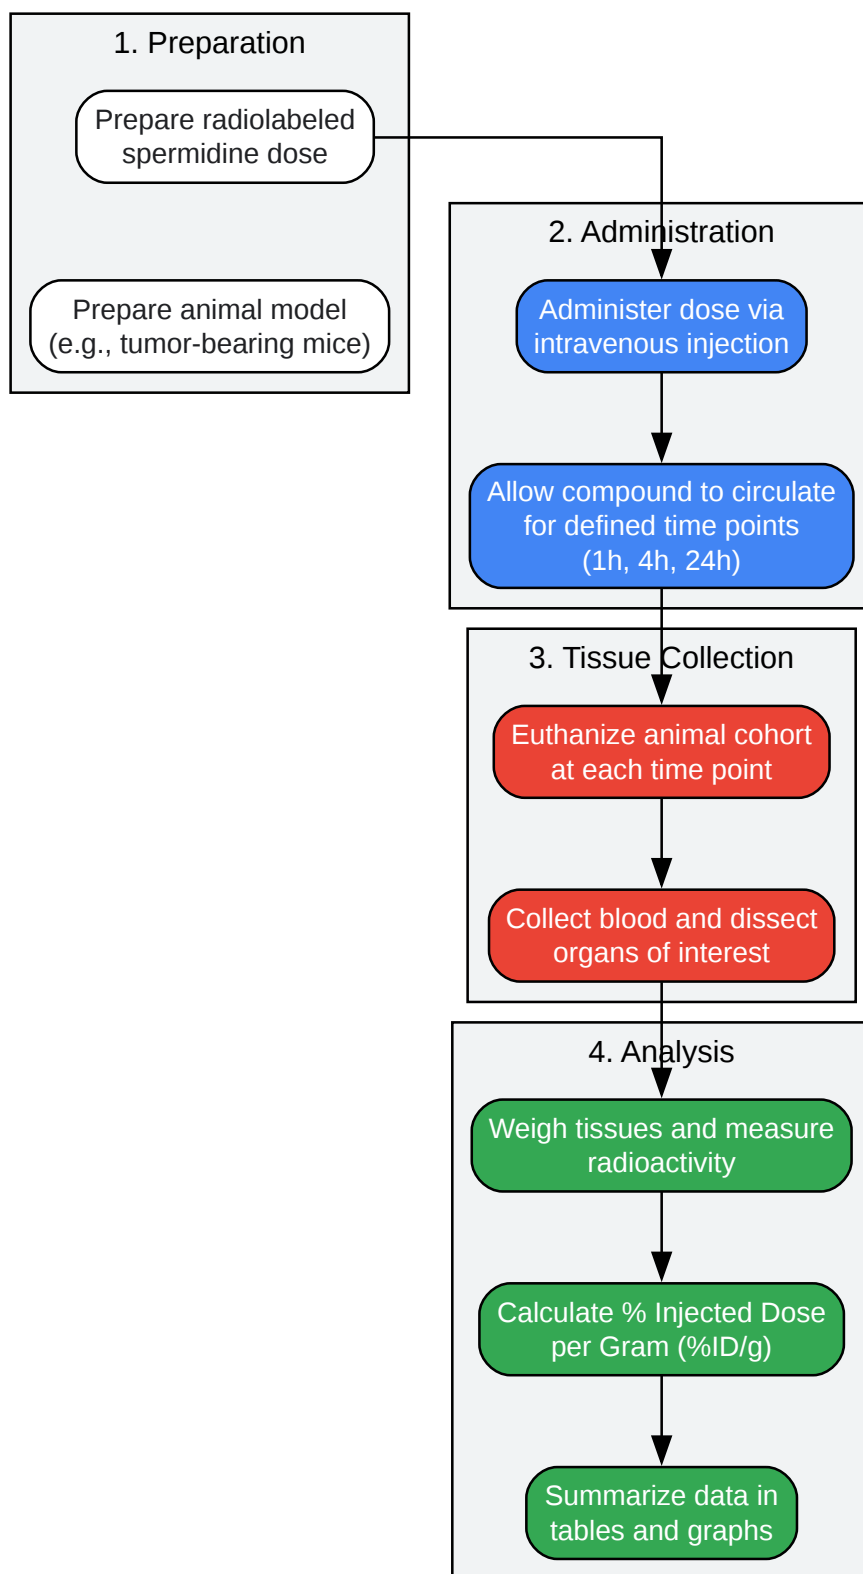 1. Preparation
Prepare radiolabeled
spermidine dose
Prepare animal model
(e.g., tumor-bearing mice)
2. Administration
Administer dose via
intravenous injection
Allow compound to circulate
for defined time points
(1h, 4h, 24h)
3. Tissue Collection
Euthanize animal cohort
at each time point
Collect blood and dissect
organs of interest
4. Analysis
Weigh tissues and measure
radioactivity
Calculate % Injected Dose
per Gram (%ID/g)
Summarize data in
tables and graphs